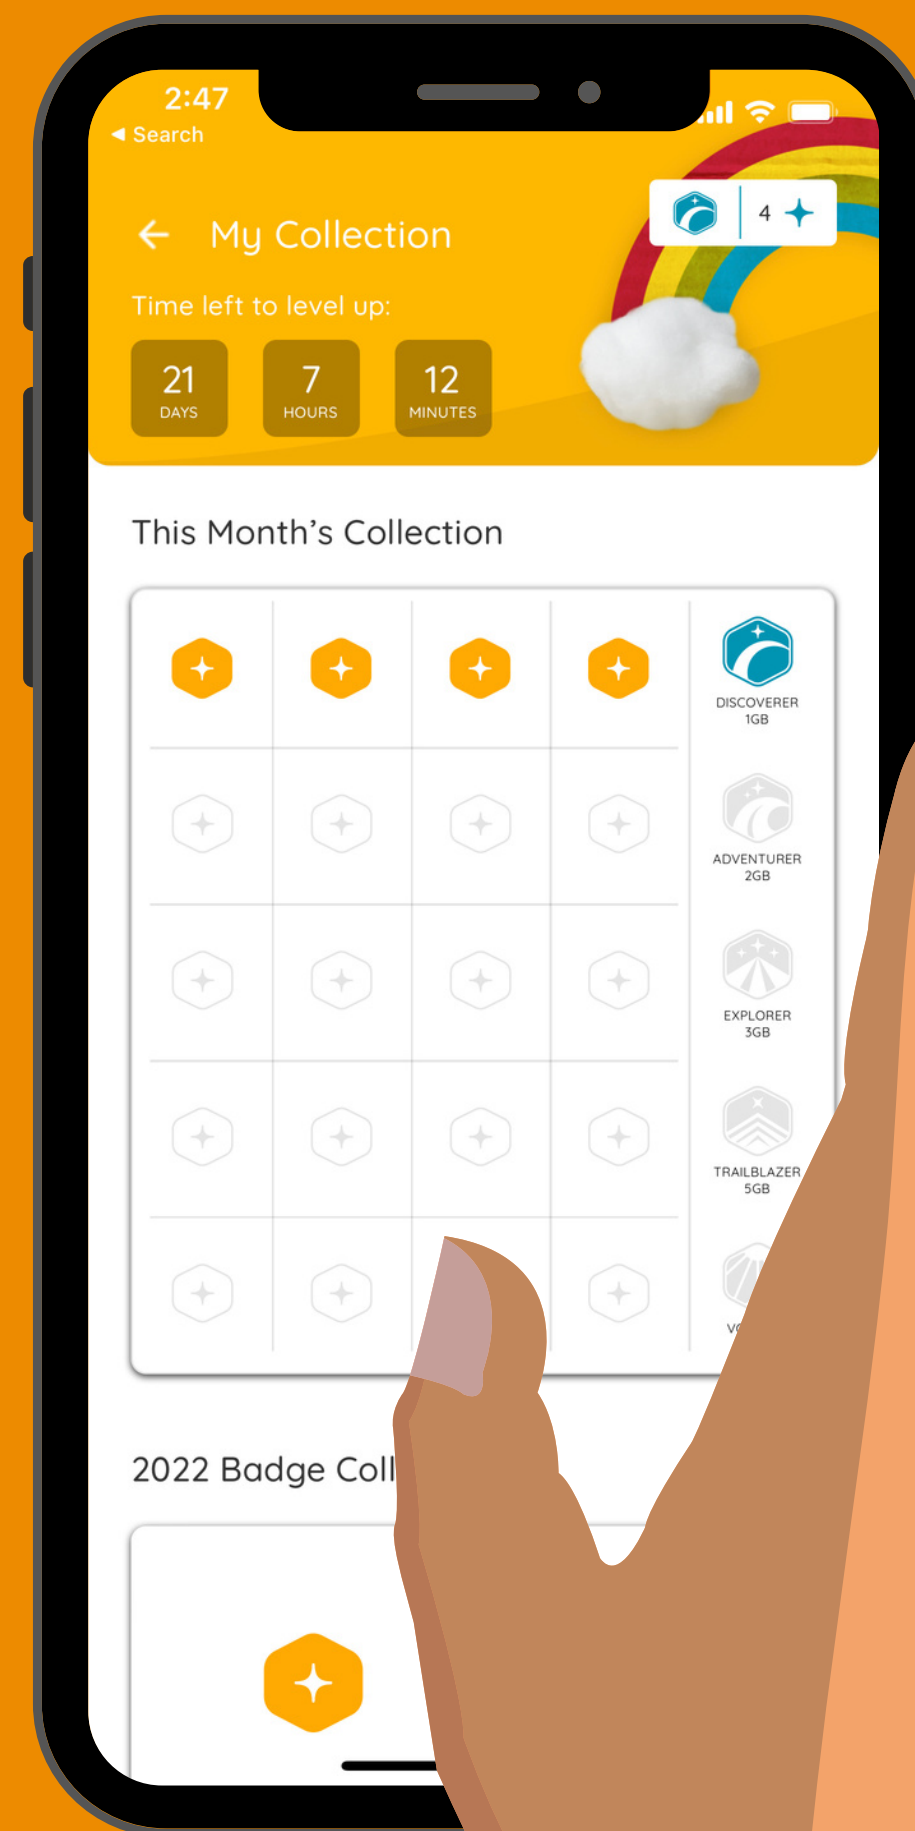 2:47
◀ Search
4
My Collection
Time left to level up:
21
DAYS
7
HOURS
12
MINUTES
This Month's Collection
DISCOVERER
1GB
ADVENTURER
2GB
EXPLORER
3GB
TRAILBLAZER
5GB
2022 Badge